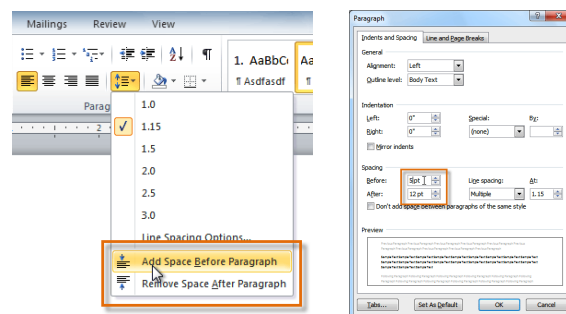 Mailings Review View
1. AaBbCc Aa
¶ Asdfasdf ¶
Parag
2
1.0
1.15
1.5
2.0
2.5
3.0
Line Spacing Options...
Add Space Before Paragraph
Remove Space After Paragraph
Paragraph
Indents and Spacing Line and Page Breaks
General
Alignment: Left
Outline level: Body Text
Indentation
Left: 0" Special: By:
Right: 0" (none)
Mirror indents
Spacing
Before: 5pt Line spacing: At:
After: 12 pt Multiple 1.15
Don't add space between paragraphs of the same style
Preview
Tabs... Set As Default OK Cancel